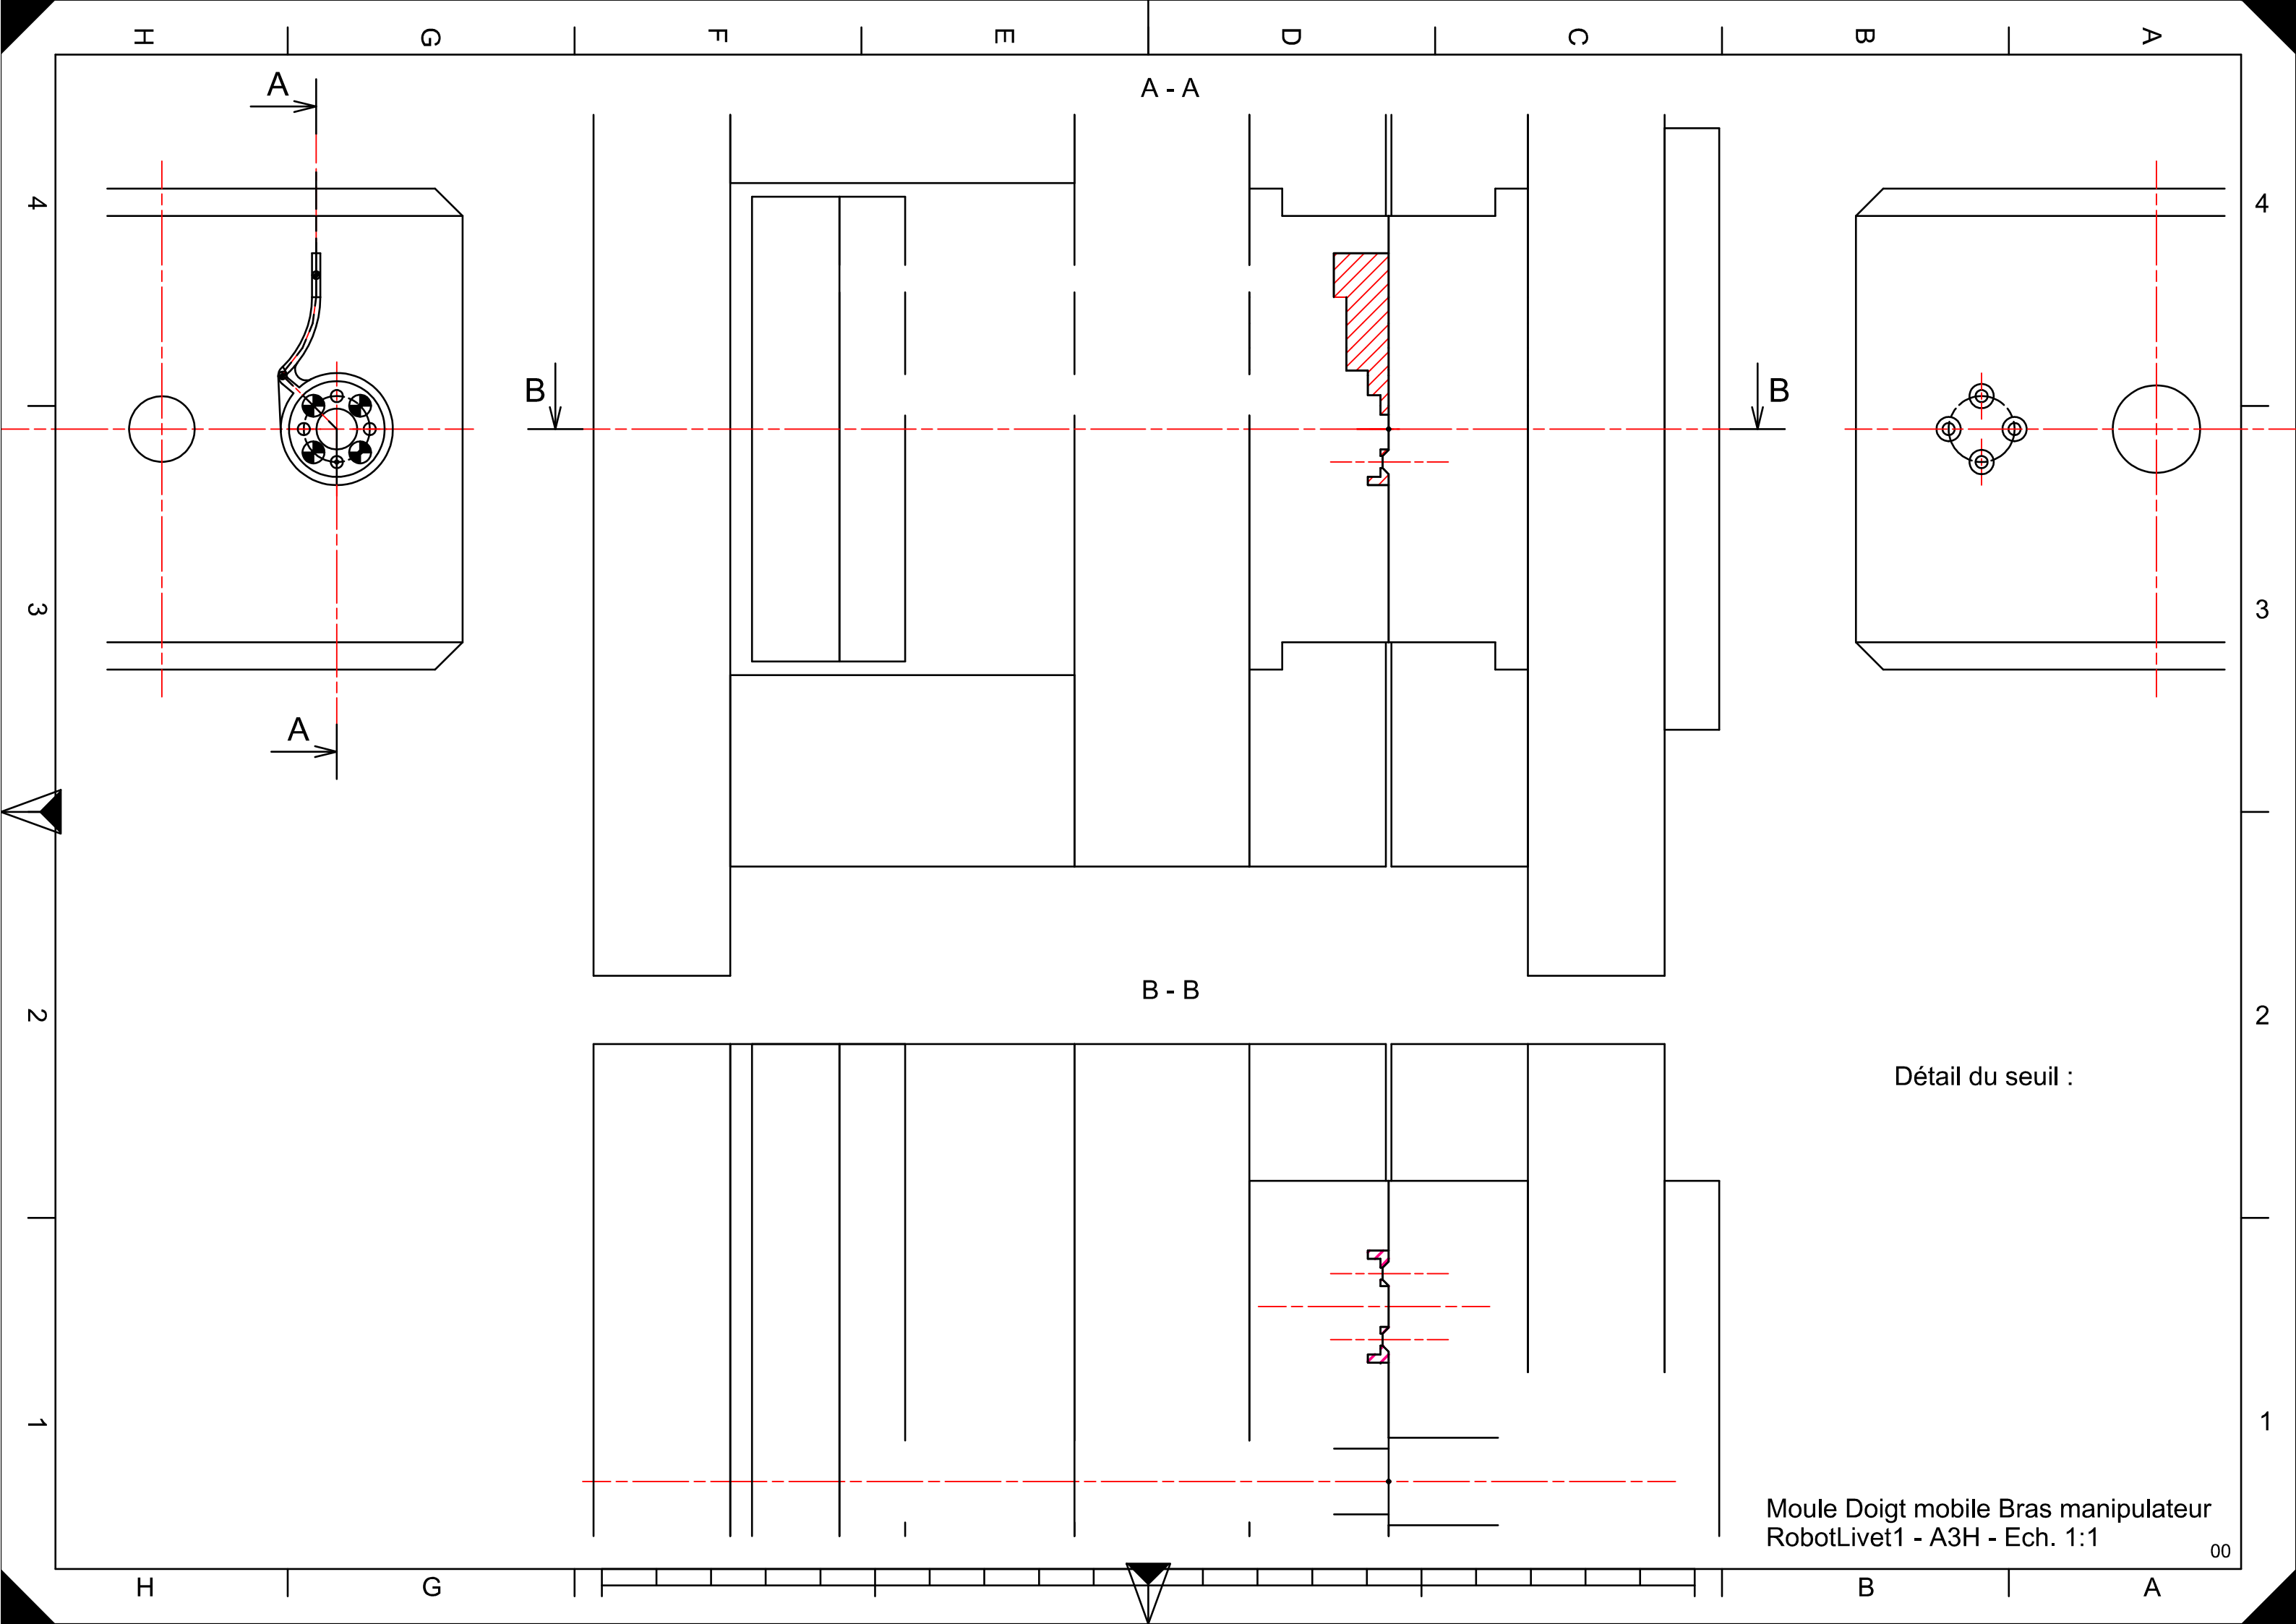 H G F E D C B A
A
A - A
4 4
B B
3 3
A
B - B
2 2
Détail du seuil :
1 1
Moule Doigt mobile Bras manipulateur
RobotLivet1 - A3H - Ech. 1:1
00
H G B A